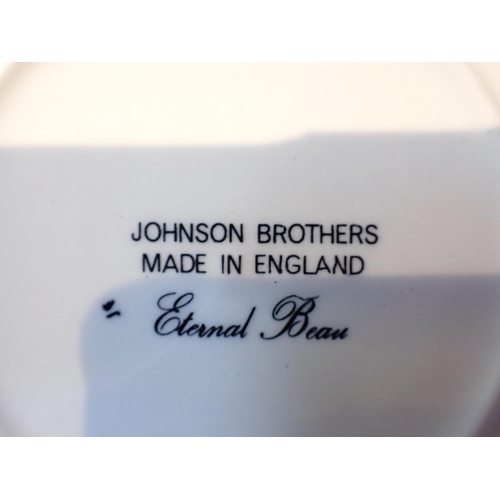 JOHNSON BROTHERS
MADE IN ENGLAND
Eternal Beau